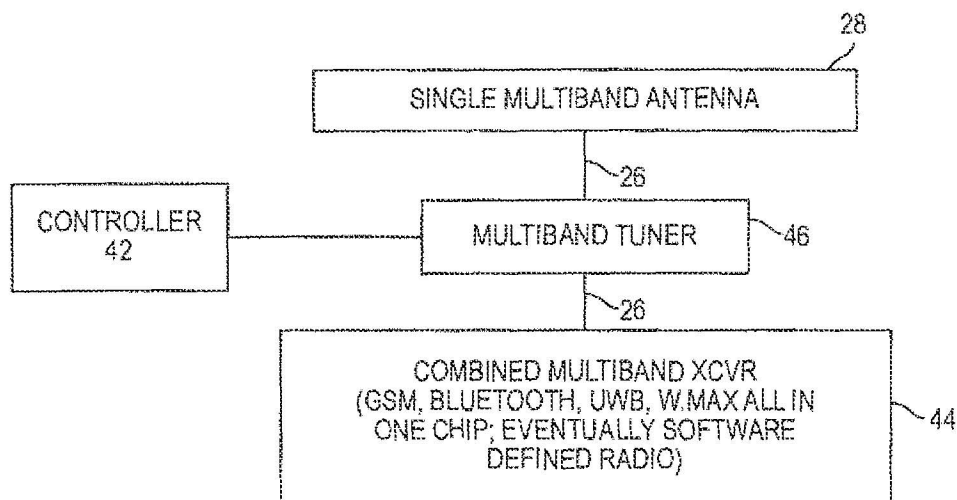 28
SINGLE MULTIBAND ANTENNA
26
CONTROLLER
42
MULTIBAND TUNER
46
26
COMBINED MULTIBAND XCVR
(GSM, BLUETOOTH, UWB, W.MAX ALL IN
ONE CHIP; EVENTUALLY SOFTWARE
DEFINED RADIO)
44